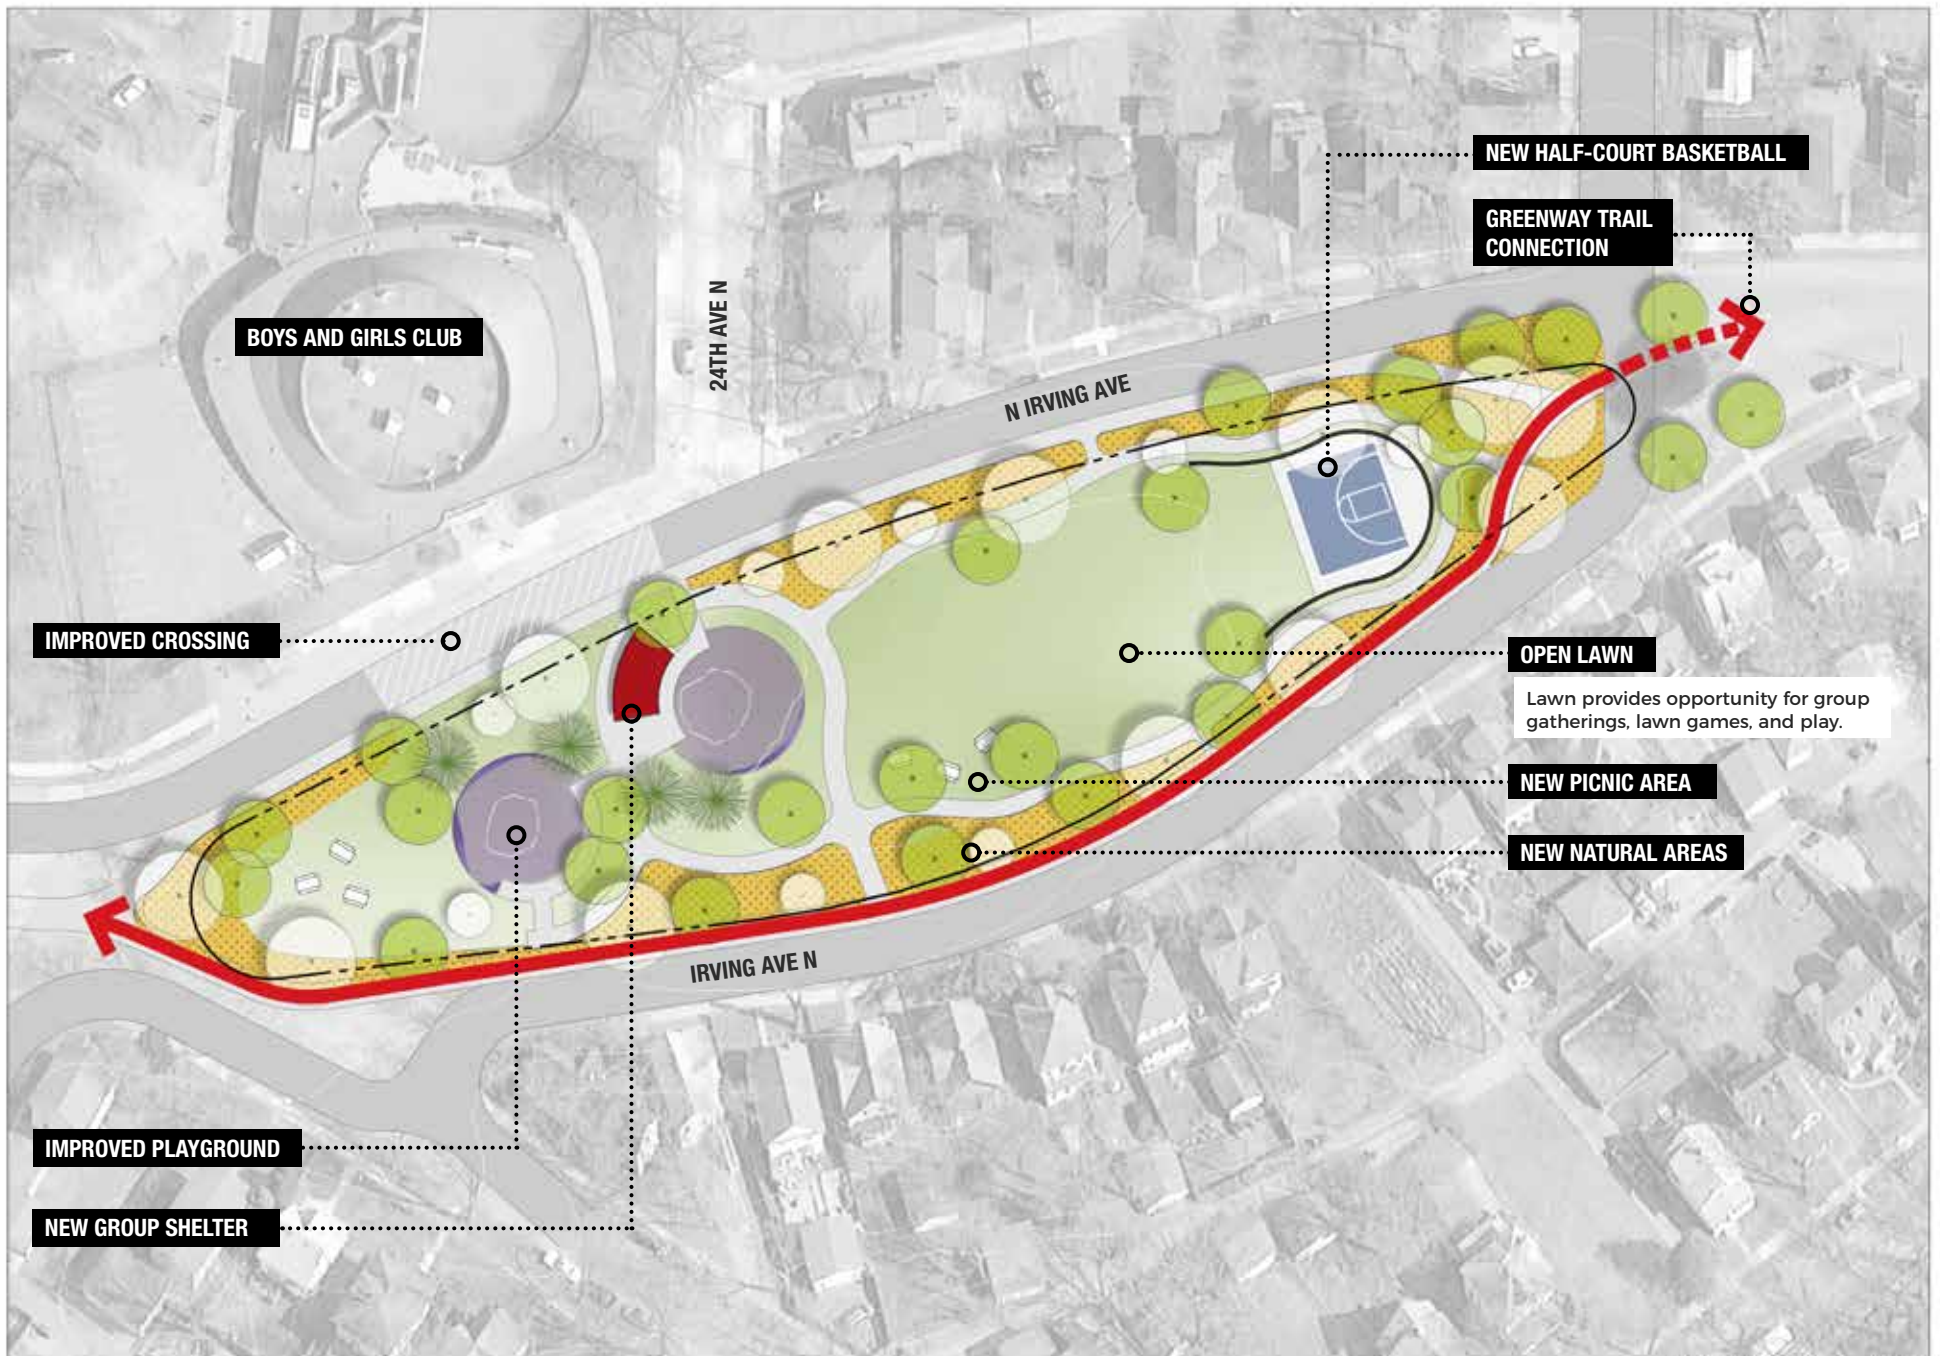 NEW HALF-COURT BASKETBALL
GREENWAY TRAIL
CONNECTION
BOYS AND GIRLS CLUB
24TH AVE N
N IRVING AVE
IMPROVED CROSSING
OPEN LAWN
Lawn provides opportunity for group
gatherings, lawn games, and play.
NEW PICNIC AREA
NEW NATURAL AREAS
IRVING AVE N
IMPROVED PLAYGROUND
NEW GROUP SHELTER